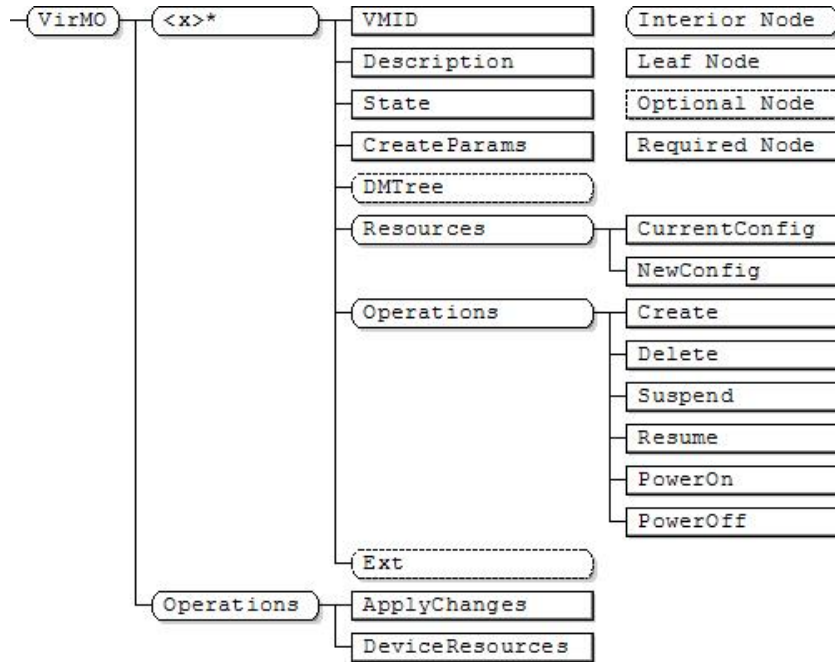 VirMO <x>* VMID Interior Node
Description Leaf Node
State Optional Node
CreateParams Required Node
DMTree
Resources CurrentConfig
NewConfig
Operations Create
Delete
Suspend
Resume
PowerOn
PowerOff
Ext
Operations ApplyChanges
DeviceResources